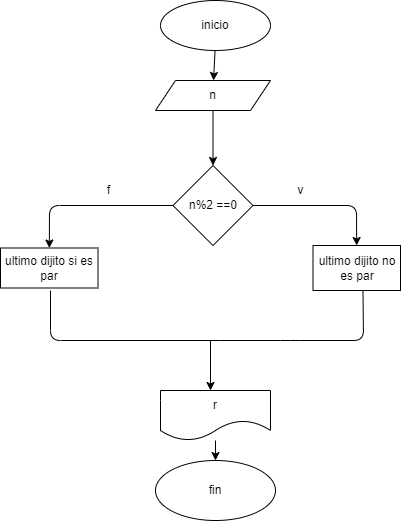 inicio
n
f
v
n%2 ==0
ultimo dijito si es
par
ultimo dijito no
es par
r
fin